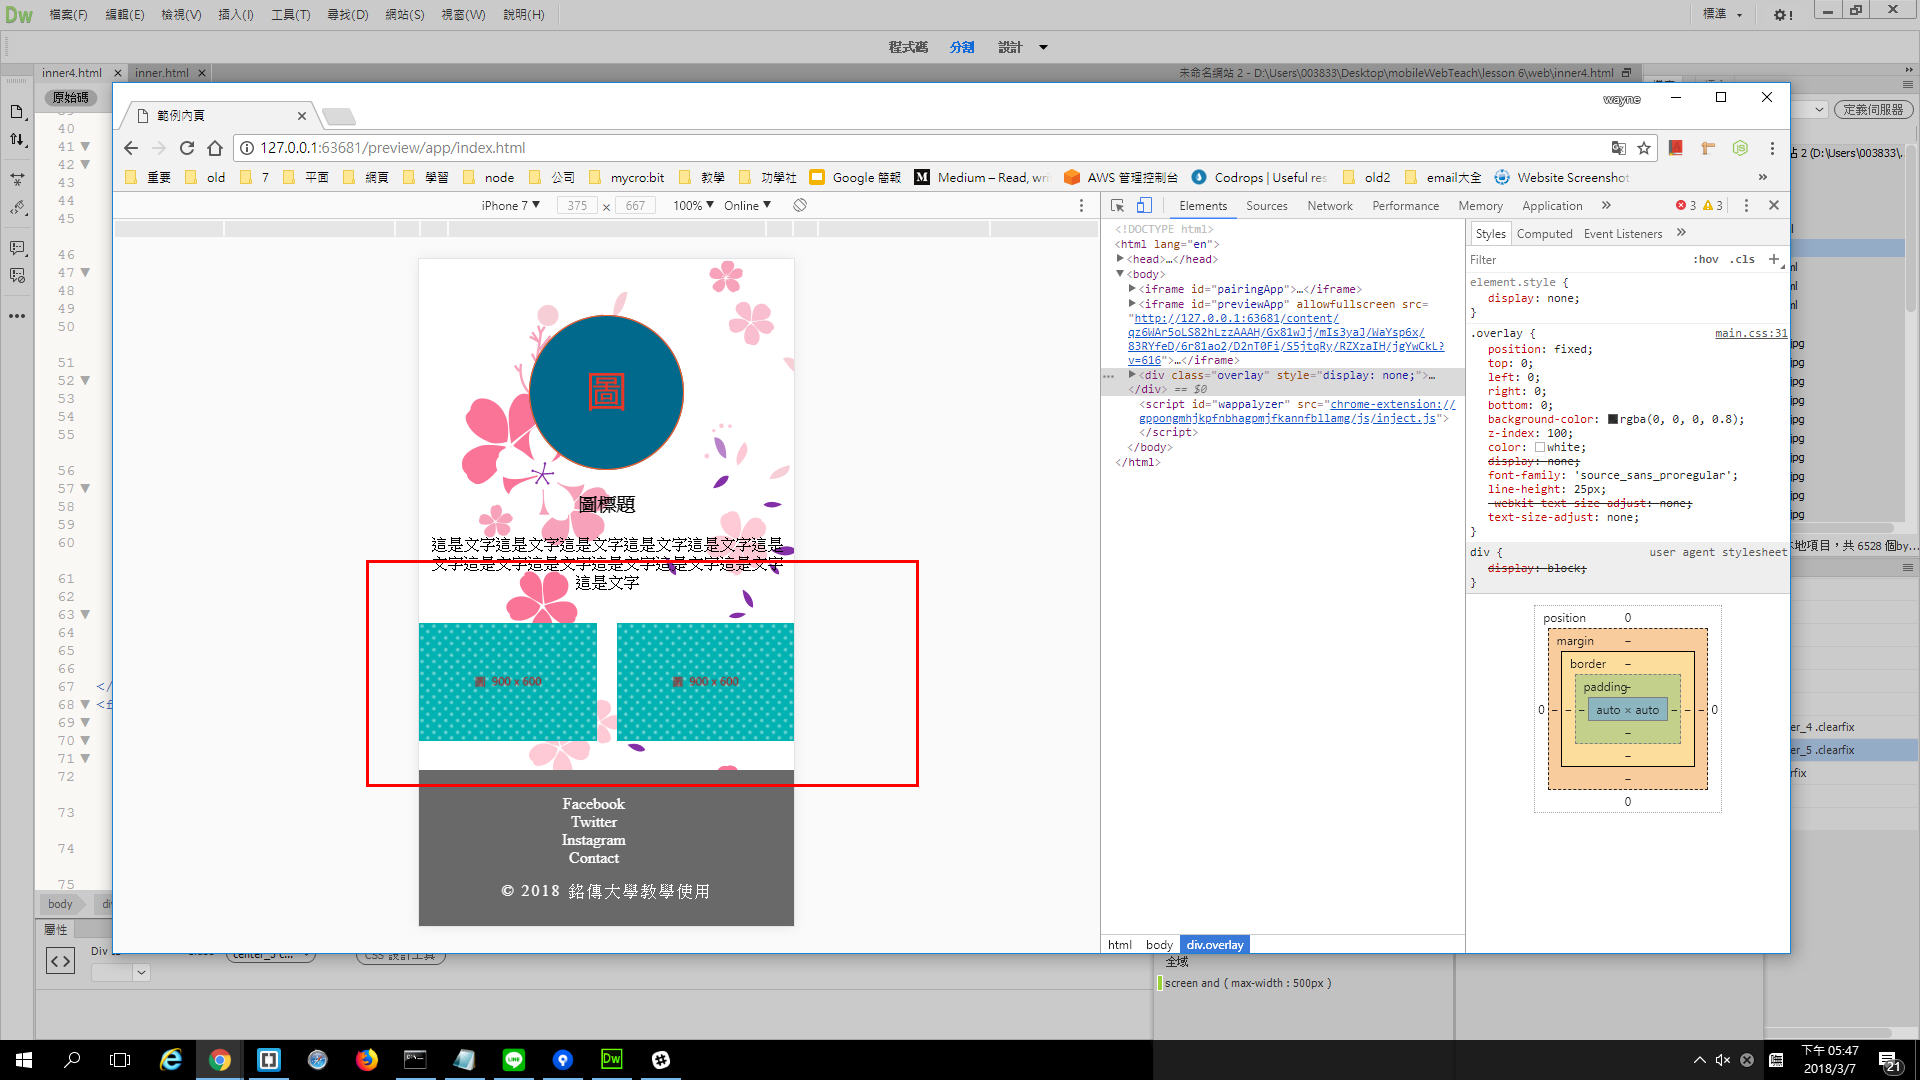 Dw 檔案(F) 編輯(E) 檢視(V) 插入(I) 工具(T) 尋找(D) 網站(S) 視窗(W) 說明(H) 標準
程式碼 分割 設計
inner4.html × inner.html ×
未命名網站 2 - D:\Users\003833\Desktop\mobileWebTeach\lesson 6\web\inner4.html
原始碼
定義伺服器
wayne
範例內頁
127.0.0.1:63681/preview/app/index.html
重要 old 7 平面 網頁 學習 node 公司 mycro:bit 教學 功學社 Google 簡報 Medium – Read, wri AWS 管理控制台 Codrops | Useful res old2 email大全 Website Screenshot
iPhone 7 375 × 667 100% Online
Elements Sources Network Performance Memory Application 3 3
<!DOCTYPE html>
<html lang="en">
<head>…</head>
<body>
<iframe id="pairingApp">…</iframe>
<iframe id="previewApp" allowfullscreen src=
"http://127.0.0.1:63681/content/
qz6WAr5oLS82hLzzAAAH/Gx81wJj/mIs3yaJ/WaYsp6x/
83RYfeD/6r81ao2/D2nT0Fi/S5jtqRy/RZXzaIH/jgYwCkL?
v=616">…</iframe>
<div class="overlay" style="display: none;">…
</div> == $0
<script id="wappalyzer" src="chrome-extension://
gppongmhjkpfnbhagpmjfkannfbllamg/js/inject.js">
</script>
</body>
</html>
html body div.overlay
Styles Computed Event Listeners
Filter :hov .cls +
element.style {
display: none;
}
.overlay { main.css:31
position: fixed;
top: 0;
left: 0;
right: 0;
bottom: 0;
background-color: rgba(0, 0, 0, 0.8);
z-index: 100;
color: white;
display: none;
font-family: 'source_sans_proregular';
line-height: 25px;
-webkit-text-size-adjust: none;
text-size-adjust: none;
}
div { user agent stylesheet
display: block;
}
position 0
margin –
border –
padding –
0 – – – auto × auto – – – 0
–
–
–
0
圖
圖標題
這是文字這是文字這是文字這是文字這是文字這是
文字這是文字這是文字這是文字這是文字這是文字
這是文字
圖 900 x 600 圖 900 x 600
Facebook
Twitter
Instagram
Contact
© 2018 銘傳大學教學使用
40
41
42
43
44
45
46
47
48
49
50
51
52
53
54
55
56
57
58
59
60
61
62
63
64
65
66
67 </
68 <f
69
70
71
72
73
74
75
站 2 (D:\Users\003833\...
本地項目，共 6528 個by...
er_4 .clearfix
er_5 .clearfix
rfix
body
屬性
Div
CSS 設計工具
全域
screen and ( max-width : 500px )
下午 05:47
2018/3/7
21